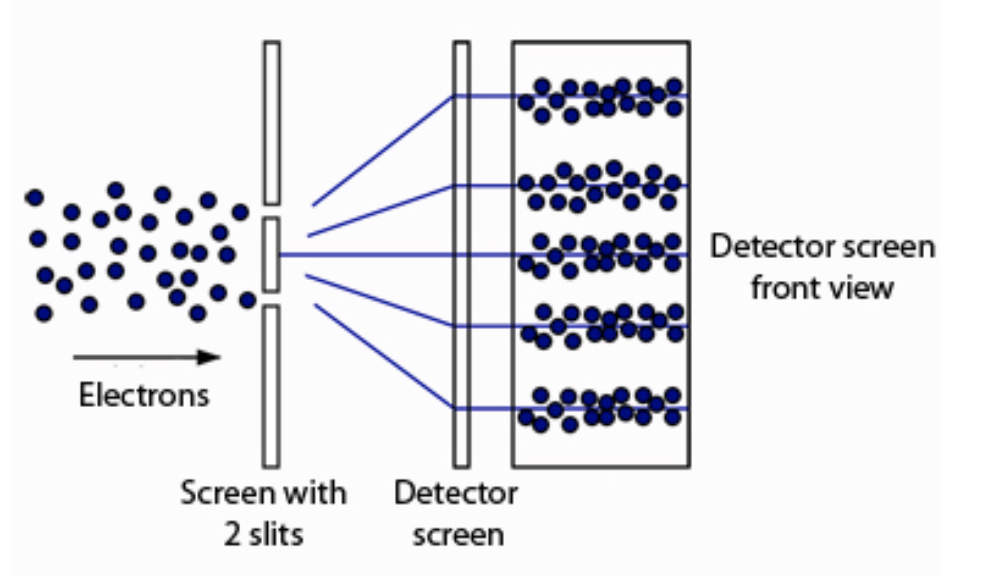 Detector screen
front view
Electrons
Screen with
2 slits
Detector
screen